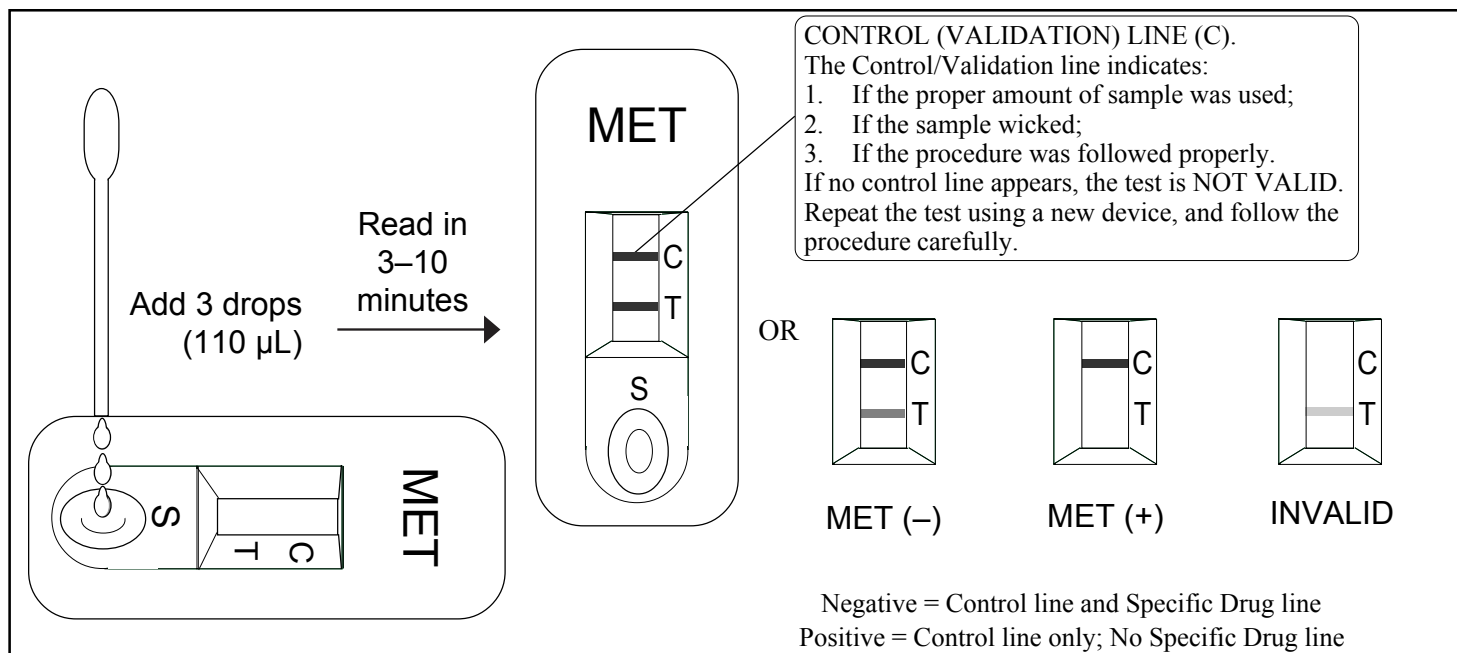 CONTROL (VALIDATION) LINE (C).
The Control/Validation line indicates:
1. If the proper amount of sample was used;
2. If the sample wicked;
3. If the procedure was followed properly.
If no control line appears, the test is NOT VALID.
Repeat the test using a new device, and follow the
procedure carefully.
Add 3 drops
(110 µL)
Read in
3–10
minutes
MET
C
T
S
S
T
C
MET
OR
C
T
MET (–)
C
T
MET (+)
C
T
INVALID
Negative = Control line and Specific Drug line
Positive = Control line only; No Specific Drug line